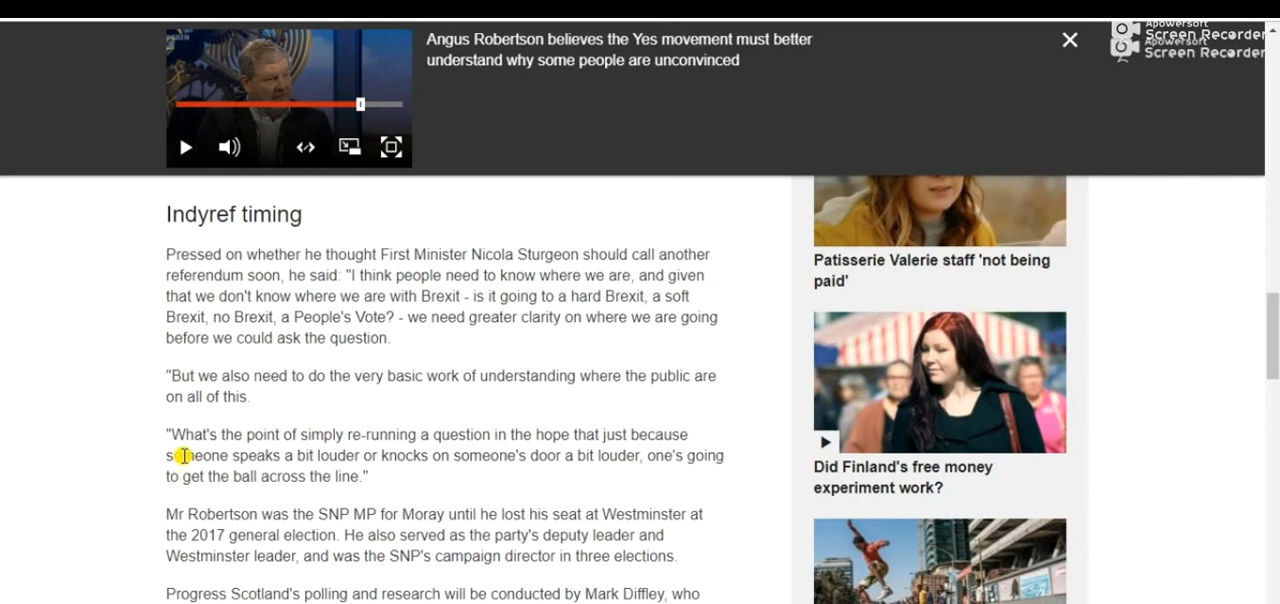 Apowersoft
Screen Recorder
Apowersoft
Screen Recorder
Angus Robertson believes the Yes movement must better
understand why some people are unconvinced
Indyref timing
Pressed on whether he thought First Minister Nicola Sturgeon should call another
referendum soon, he said: "I think people need to know where we are, and given
that we don't know where we are with Brexit - is it going to a hard Brexit, a soft
Brexit, no Brexit, a People's Vote? - we need greater clarity on where we are going
before we could ask the question.
"But we also need to do the very basic work of understanding where the public are
on all of this.
"What's the point of simply re-running a question in the hope that just because
someone speaks a bit louder or knocks on someone's door a bit louder, one's going
to get the ball across the line."
Mr Robertson was the SNP MP for Moray until he lost his seat at Westminster at
the 2017 general election. He also served as the party's deputy leader and
Westminster leader, and was the SNP's campaign director in three elections.
Progress Scotland's polling and research will be conducted by Mark Diffley, who
Patisserie Valerie staff 'not being
paid'
Did Finland's free money
experiment work?